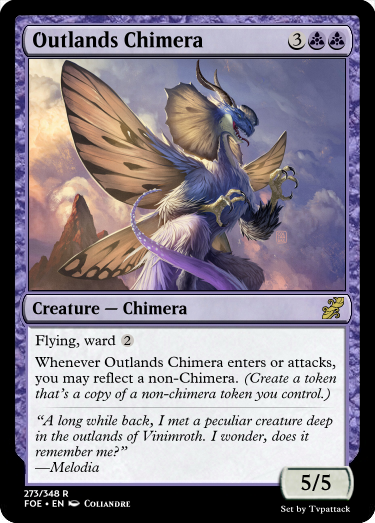 Outlands Chimera 3
Creature — Chimera
Flying, ward 2
Whenever Outlands Chimera enters or attacks,
you may reflect a non-Chimera. (Create a token
that's a copy of a non-chimera token you control.)
"A long while back, I met a peculiar creature deep
in the outlands of Vinimroth. I wonder, does it
remember me?"
—Melodia
5/5
273/348 R
FOE • EN Coliandre
Set by Tvpattack